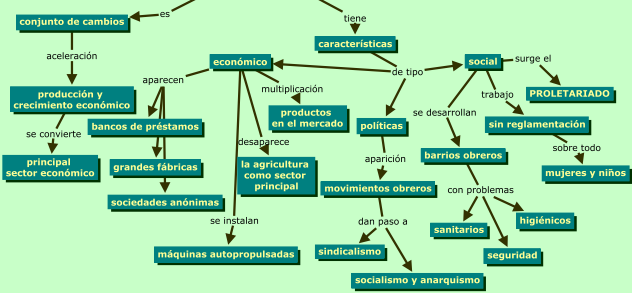 es
tiene
conjunto de cambios
características
aceleración
económico
de tipo
social
surge el
producción y
crecimiento económico
aparecen
multiplicación
productos
en el mercado
trabajo
PROLETARIADO
se convierte
bancos de préstamos
desaparece
políticas
se desarrollan
sin reglamentación
principal
sector económico
grandes fábricas
la agricultura
como sector
principal
aparición
barrios obreros
sobre todo
mujeres y niños
sociedades anónimas
movimientos obreros
con problemas
se instalan
dan paso a
sanitarios
higiénicos
máquinas autopropulsadas
sindicalismo
seguridad
socialismo y anarquismo